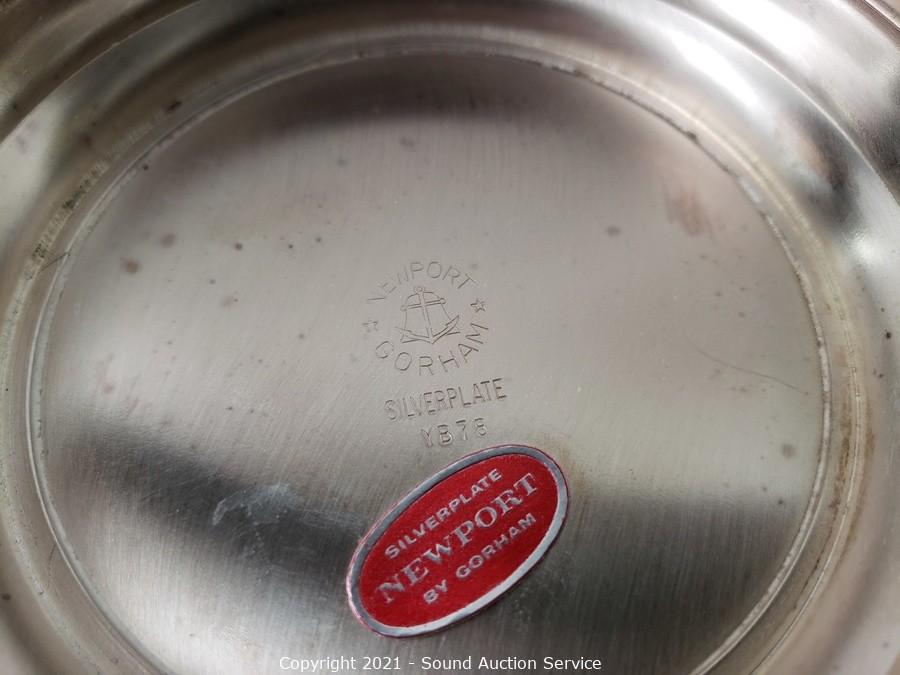 NEWPORT
GORHAM
SILVERPLATE
YB78
SILVERPLATE
NEWPORT
BY GORHAM
Copyright 2021 - Sound Auction Service